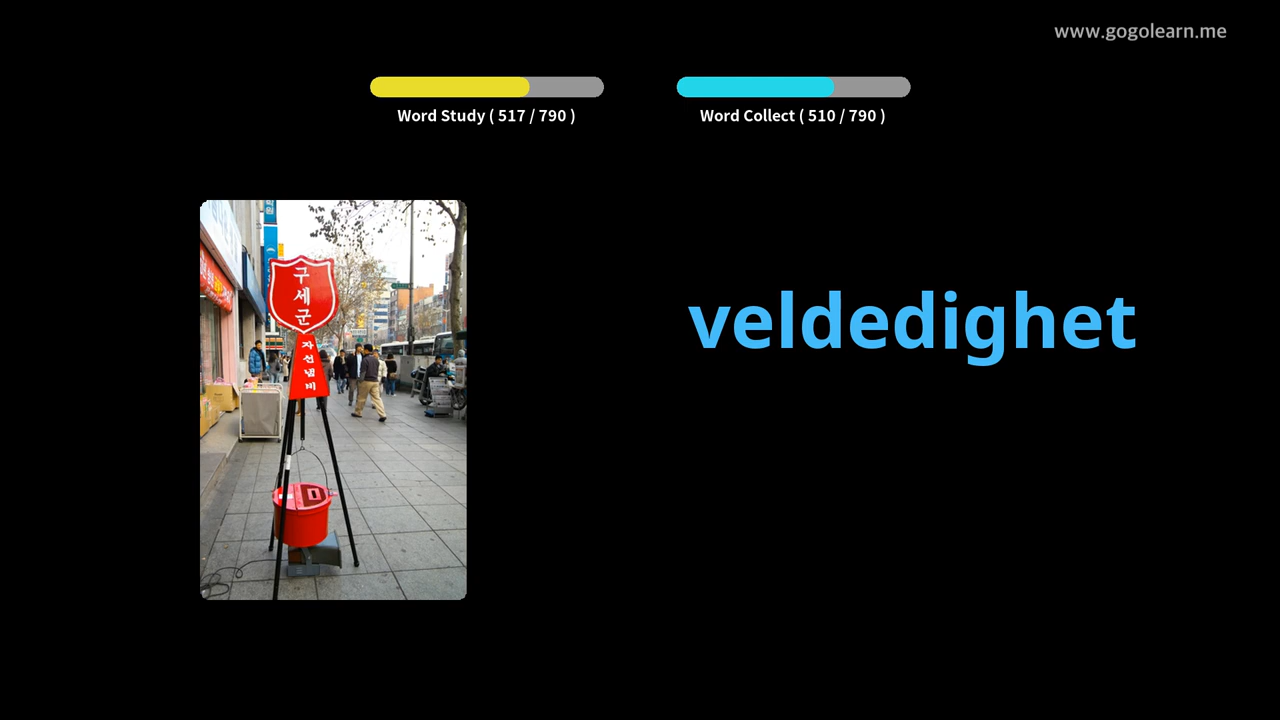 www.gogolearn.me
Word Study ( 517 / 790 )
Word Collect ( 510 / 790 )
구
세
군
자
선
냄
비
veldedighet